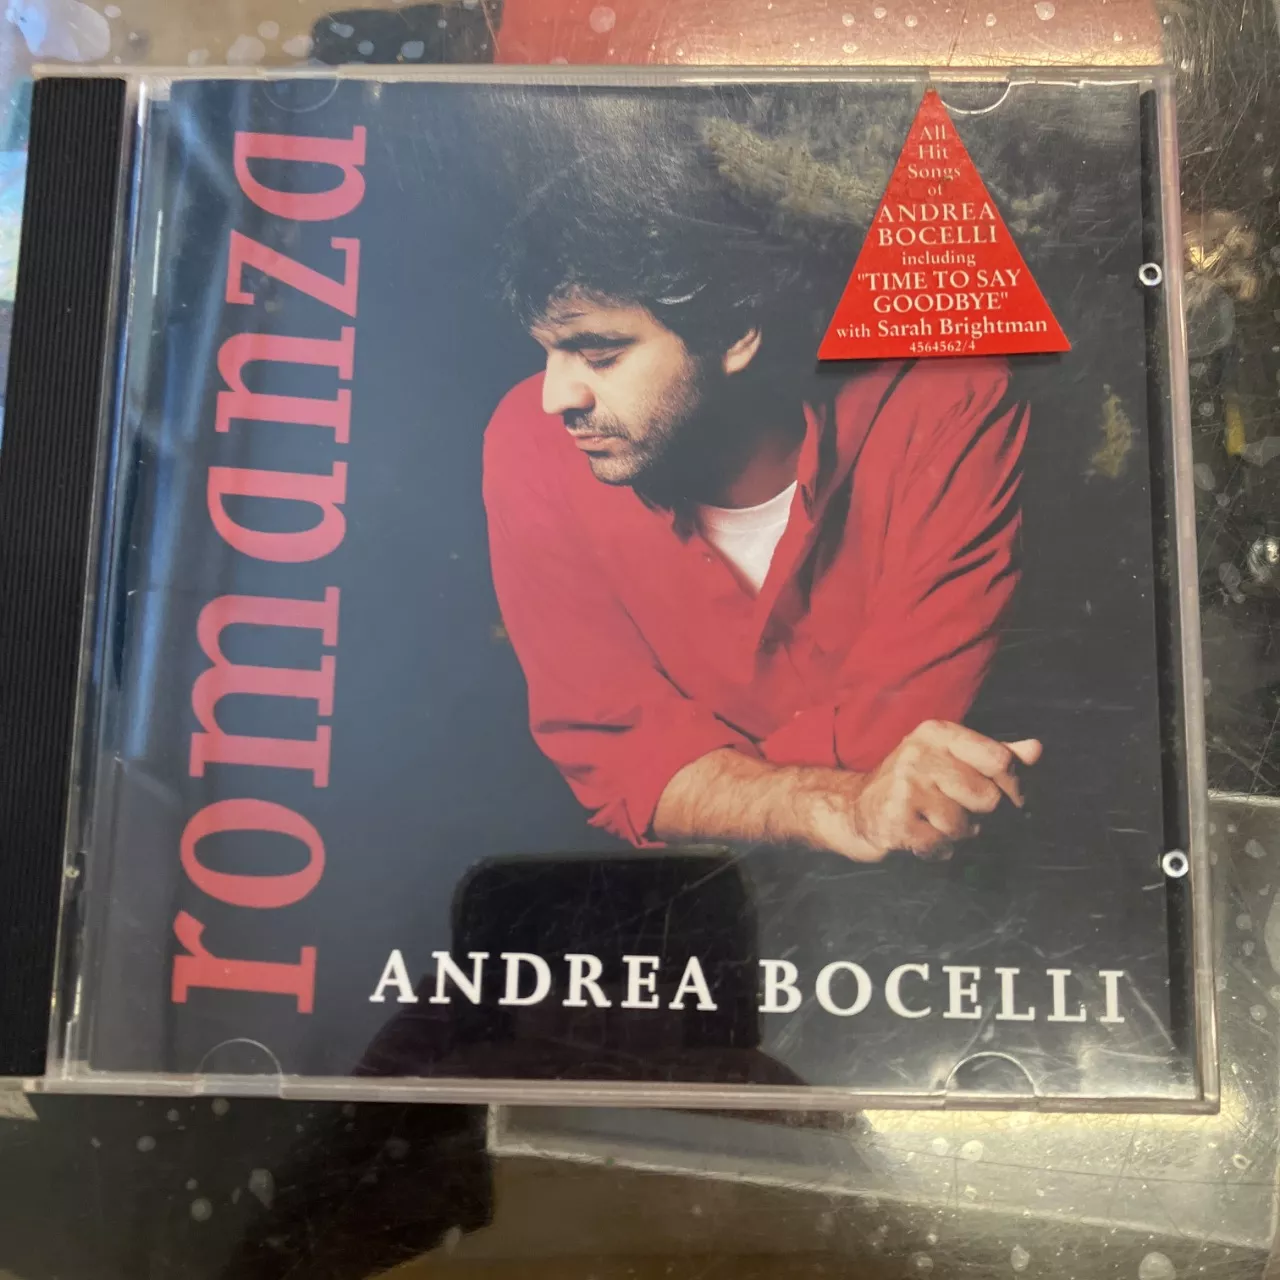 romanza
All
Hit
Songs
of
ANDREA
BOCELLI
including
"TIME TO SAY
GOODBYE"
with Sarah Brightman
4564562/4
ANDREA BOCELLI